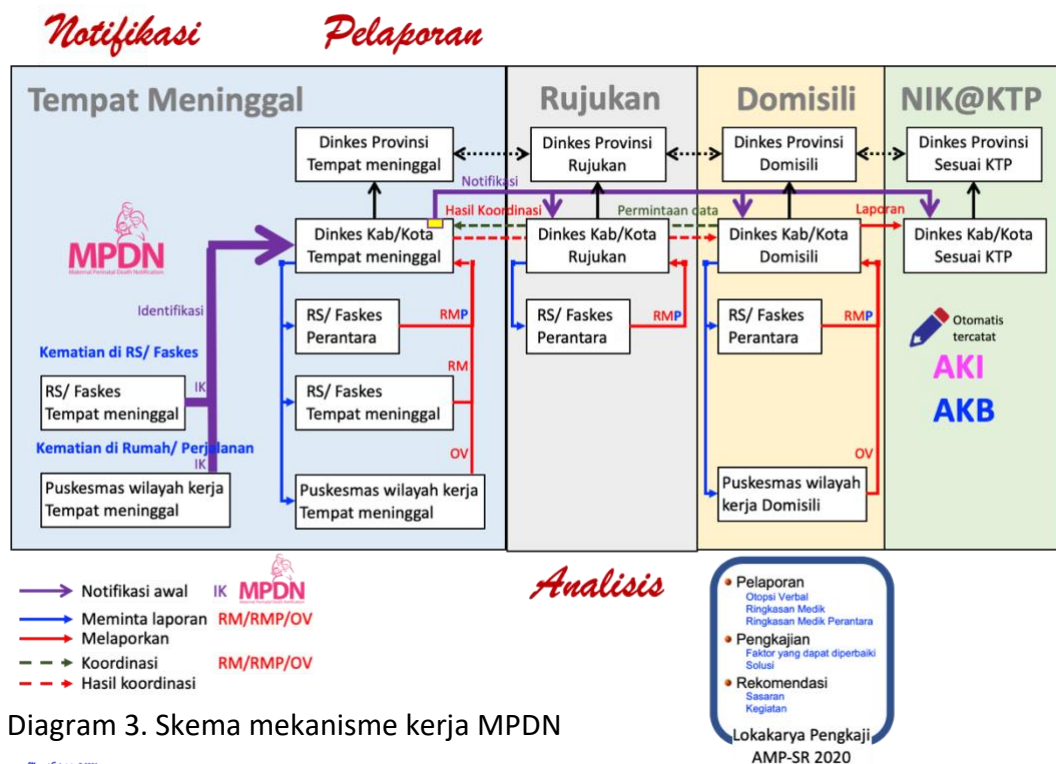 Notifikasi
Pelaporan
Tempat Meninggal
Rujukan
Domisili
NIK@KTP
Dinkes Provinsi
Tempat meninggal
Dinkes Provinsi
Rujukan
Dinkes Provinsi
Domisili
Dinkes Provinsi
Sesuai KTP
Notifikasi
Hasil Koordinasi
Permintaan data
Laporan
MPDN
Maternal Perinatal Death Notification
Dinkes Kab/Kota
Tempat meninggal
Dinkes Kab/Kota
Rujukan
Dinkes Kab/Kota
Domisili
Dinkes Kab/Kota
Sesuai KTP
Identifikasi
RS/ Faskes
Perantara
RMP
RS/ Faskes
Perantara
RMP
RS/ Faskes
Perantara
RMP
Otomatis
tercatat
AKI
AKB
Kematian di RS/ Faskes
IK
RS/ Faskes
Tempat meninggal
RM
RS/ Faskes
Tempat meninggal
Kematian di Rumah/ Perjalanan
IK
OV
OV
Puskesmas wilayah kerja
Tempat meninggal
Puskesmas wilayah kerja
Tempat meninggal
Puskesmas wilayah
kerja Domisili
Notifikasi awal IK MPDN
Meminta laporan RM/RMP/OV
Melaporkan
Koordinasi RM/RMP/OV
Hasil koordinasi
Analisis
Pelaporan
Otopsi Verbal
Ringkasan Medik
Ringkasan Medik Perantara
Pengkajian
Faktor yang dapat diperbaiki
Solusi
Rekomendasi
Sasaran
Kegiatan
Lokakarya Pengkaji
AMP-SR 2020
Diagram 3. Skema mekanisme kerja MPDN